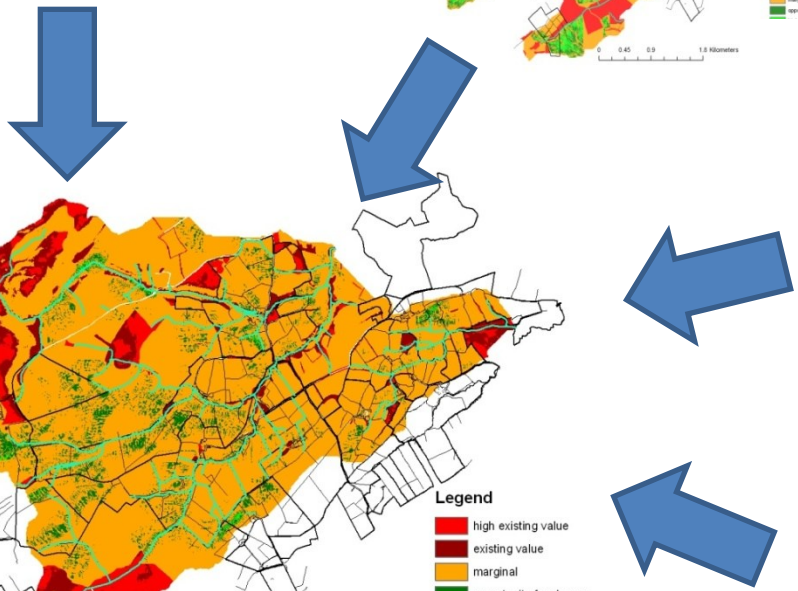 0 0.45 0.9 1.8 Kilometers
Legend
high existing value
existing value
marginal